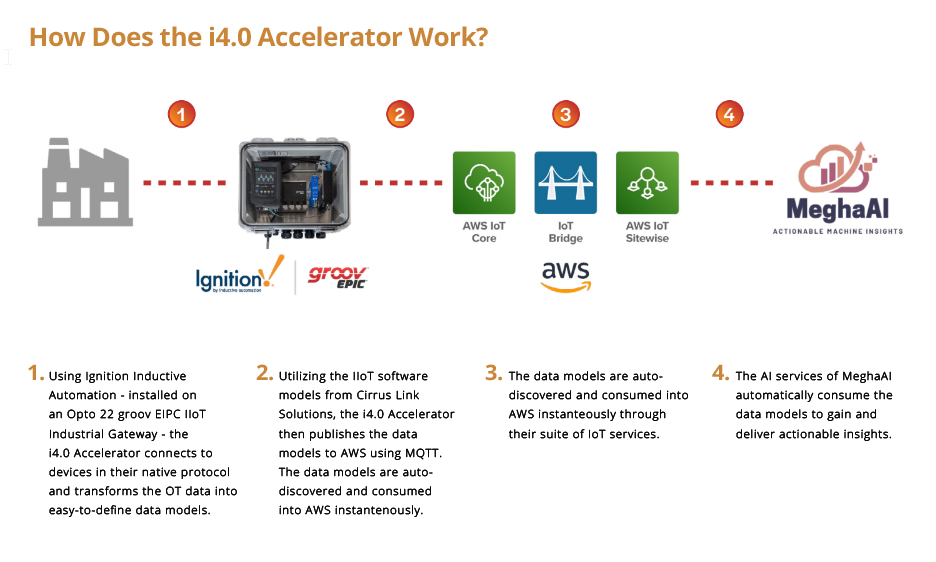 How Does the i4.0 Accelerator Work?
1
2
3
4
AWS IoT
Core
IoT
Bridge
AWS IoT
Sitewise
MeghaAI
ACTIONABLE MACHINE INSIGHTS
Ignition!
by inductive automation
groov
EPIC
aws
1. Using Ignition Inductive
Automation - installed on
an Opto 22 groov EIPC IIoT
Industrial Gateway - the
i4.0 Accelerator connects to
devices in their native protocol
and transforms the OT data into
easy-to-define data models.
2. Utilizing the IIoT software
models from Cirrus Link
Solutions, the i4.0 Accelerator
then publishes the data
models to AWS using MQTT.
The data models are auto-
discovered and consumed
into AWS instantenously.
3. The data models are auto-
discovered and consumed into
AWS instanteously through
their suite of IoT services.
4. The AI services of MeghaAI
automatically consume the
data models to gain and
deliver actionable insights.